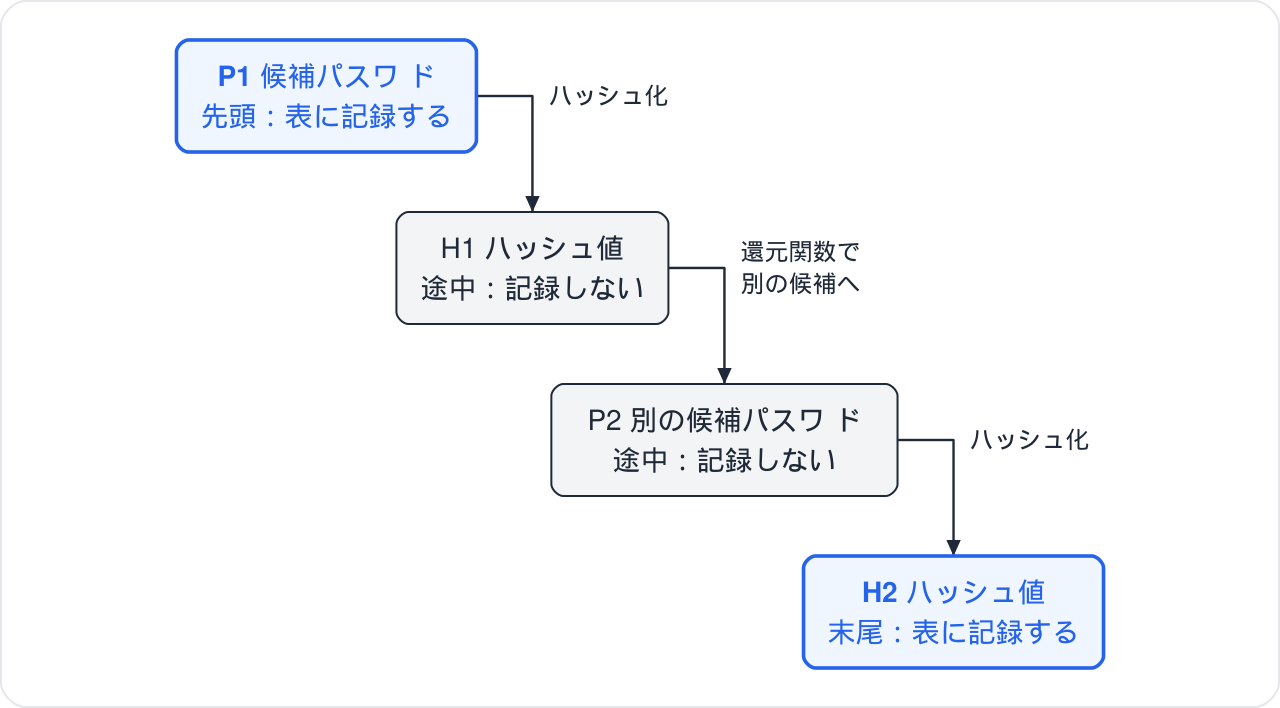 P1 候補パスワ ド
先頭：表に記録する
ハッシュ化
H1 ハッシュ値
途中：記録しない
還元関数で
別の候補へ
P2 別の候補パスワ ド
途中：記録しない
ハッシュ化
H2 ハッシュ値
末尾：表に記録する